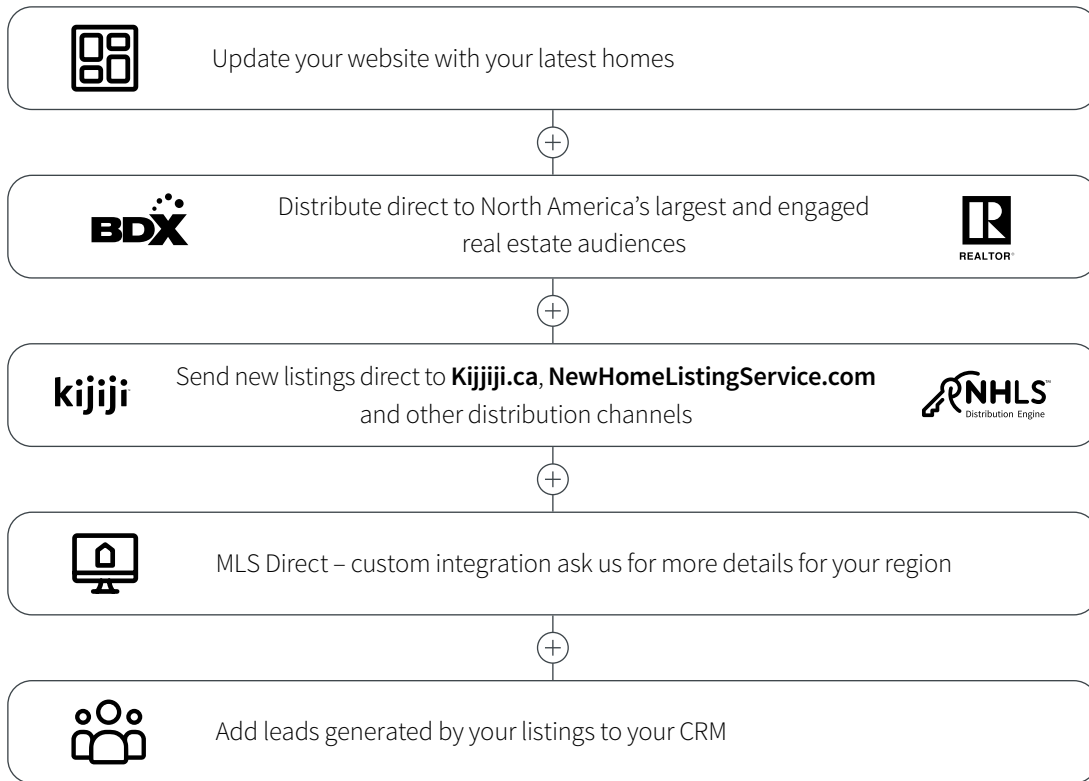 Update your website with your latest homes
BDX
Distribute direct to North America's largest and engaged
real estate audiences
R
REALTOR®
kijiji
Send new listings direct to Kijjiji.ca, NewHomeListingService.com
and other distribution channels
NHLS™
Distribution Engine
MLS Direct – custom integration ask us for more details for your region
Add leads generated by your listings to your CRM